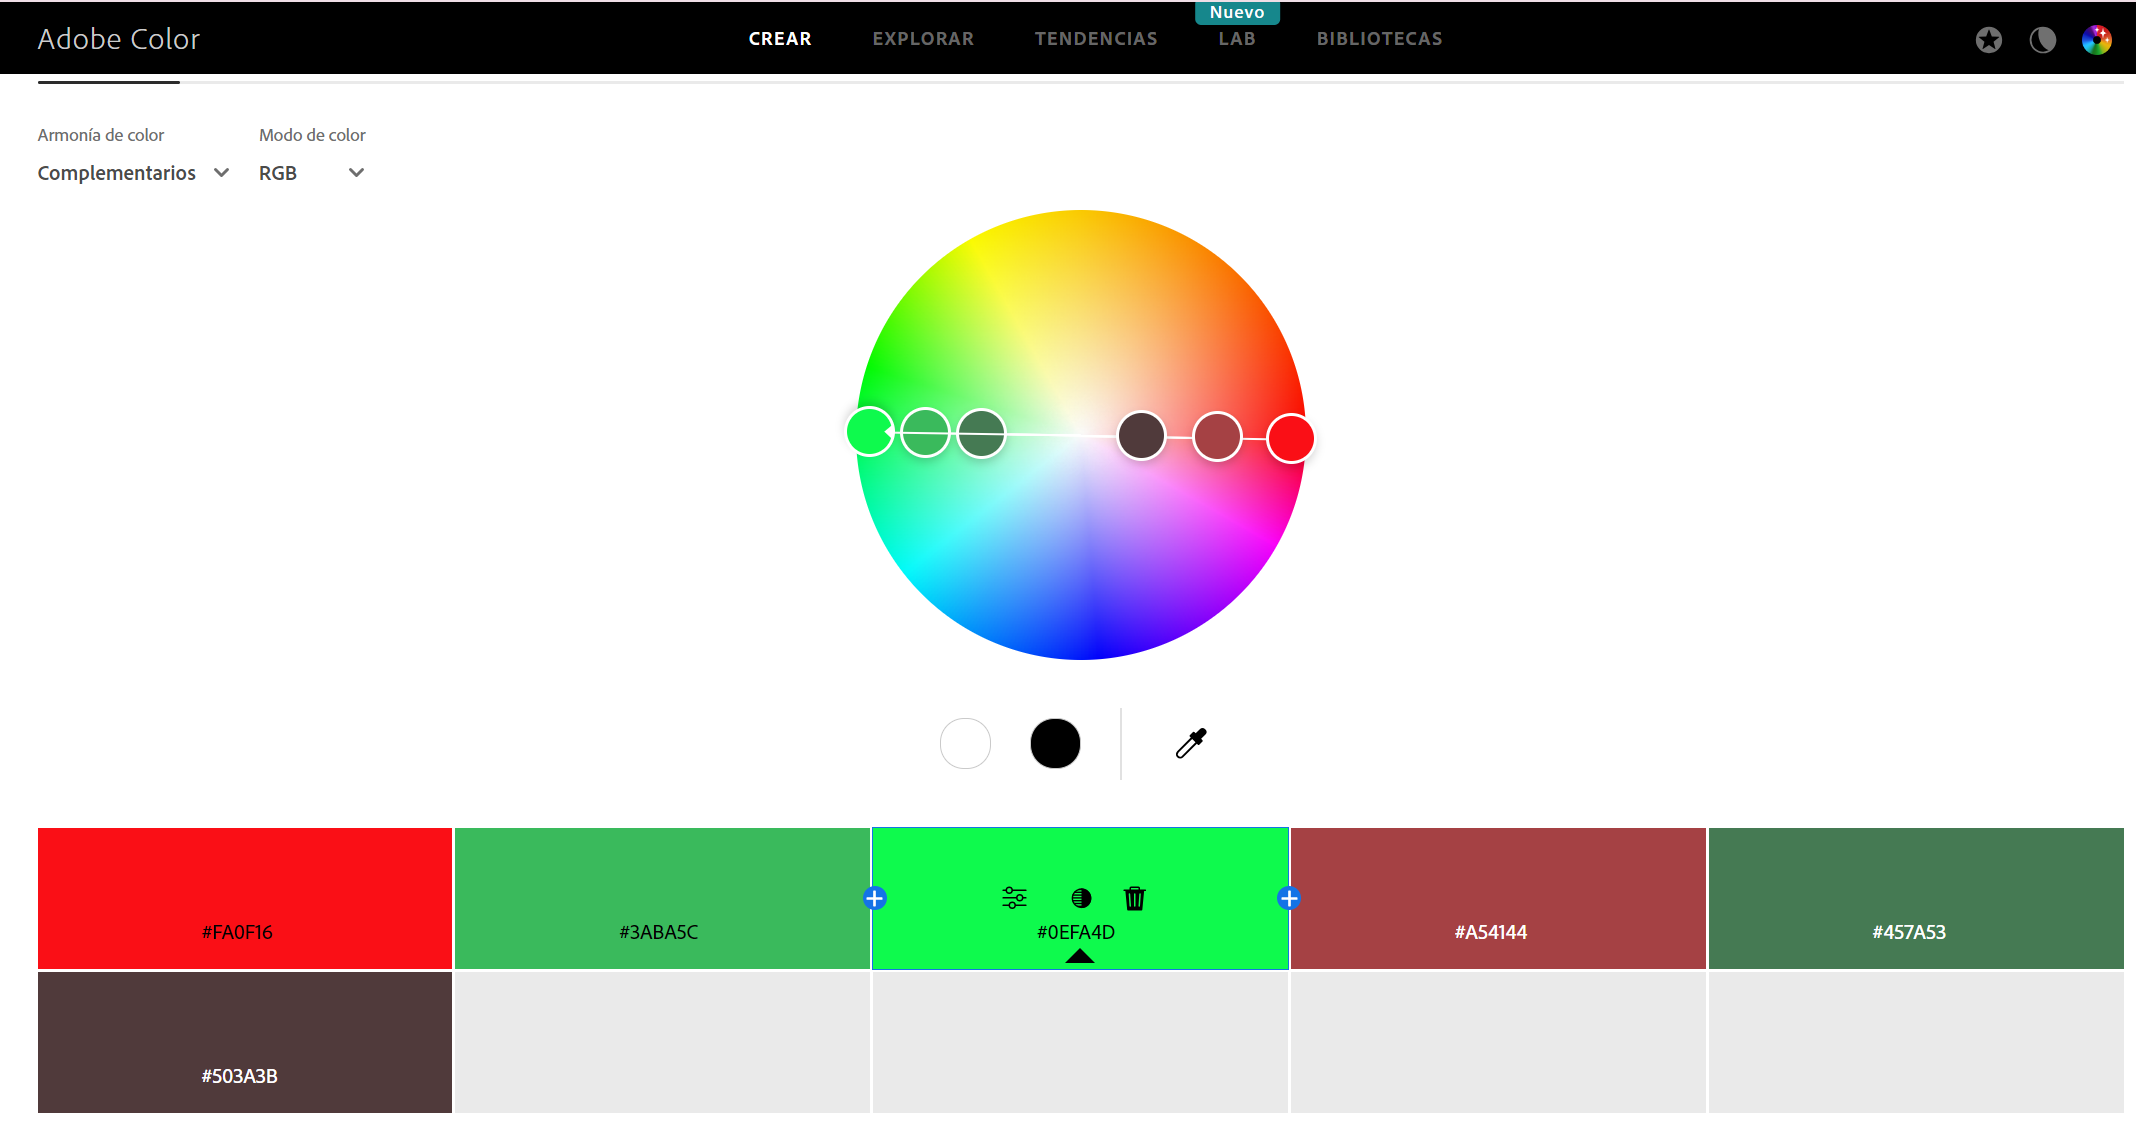 Nuevo
Adobe Color
CREAR
EXPLORAR
TENDENCIAS
LAB
BIBLIOTECAS
Armonía de color
Modo de color
Complementarios
RGB
#FA0F16
#3ABA5C
#0EFA4D
#A54144
#457A53
#503A3B